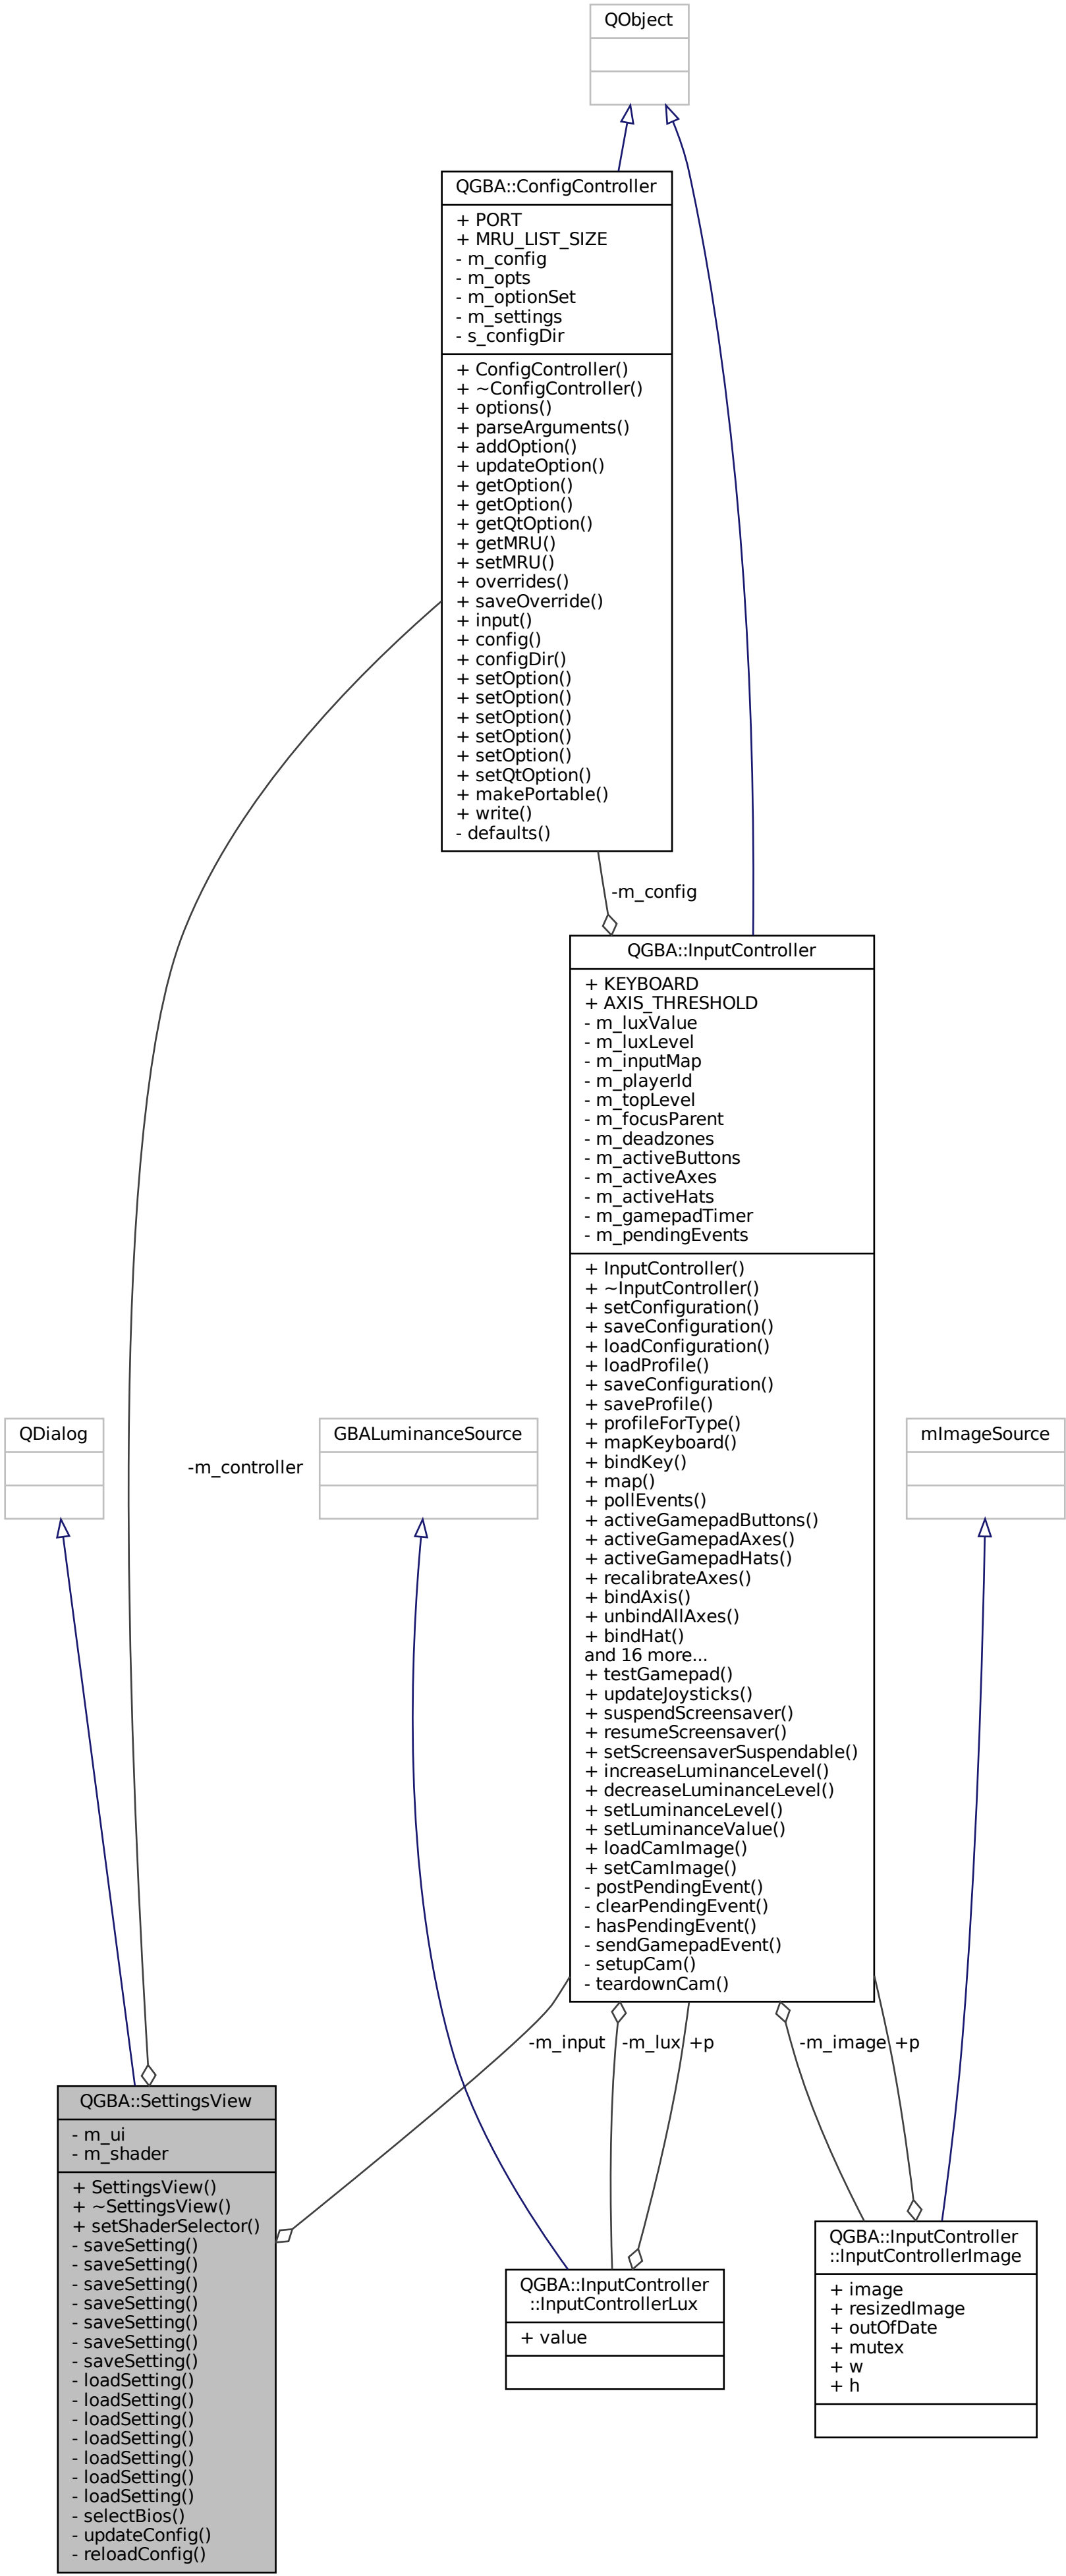 QObject
QGBA::ConfigController
+ PORT
+ MRU_LIST_SIZE
- m_config
- m_opts
- m_optionSet
- m_settings
- s_configDir
+ ConfigController()
+ ~ConfigController()
+ options()
+ parseArguments()
+ addOption()
+ updateOption()
+ getOption()
+ getOption()
+ getQtOption()
+ getMRU()
+ setMRU()
+ overrides()
+ saveOverride()
+ input()
+ config()
+ configDir()
+ setOption()
+ setOption()
+ setOption()
+ setOption()
+ setOption()
+ setQtOption()
+ makePortable()
+ write()
- defaults()
-m_config
QGBA::InputController
+ KEYBOARD
+ AXIS_THRESHOLD
- m_luxValue
- m_luxLevel
- m_inputMap
- m_playerId
- m_topLevel
- m_focusParent
- m_deadzones
- m_activeButtons
- m_activeAxes
- m_activeHats
- m_gamepadTimer
- m_pendingEvents
+ InputController()
+ ~InputController()
+ setConfiguration()
+ saveConfiguration()
+ loadConfiguration()
+ loadProfile()
+ saveConfiguration()
+ saveProfile()
+ profileForType()
+ mapKeyboard()
+ bindKey()
+ map()
+ pollEvents()
+ activeGamepadButtons()
+ activeGamepadAxes()
+ activeGamepadHats()
+ recalibrateAxes()
+ bindAxis()
+ unbindAllAxes()
+ bindHat()
and 16 more...
+ testGamepad()
+ updateJoysticks()
+ suspendScreensaver()
+ resumeScreensaver()
+ setScreensaverSuspendable()
+ increaseLuminanceLevel()
+ decreaseLuminanceLevel()
+ setLuminanceLevel()
+ setLuminanceValue()
+ loadCamImage()
+ setCamImage()
- postPendingEvent()
- clearPendingEvent()
- hasPendingEvent()
- sendGamepadEvent()
- setupCam()
- teardownCam()
QDialog
-m_controller
GBALuminanceSource
mImageSource
-m_input
-m_lux
+p
-m_image
+p
QGBA::SettingsView
- m_ui
- m_shader
+ SettingsView()
+ ~SettingsView()
+ setShaderSelector()
- saveSetting()
- saveSetting()
- saveSetting()
- saveSetting()
- saveSetting()
- saveSetting()
- saveSetting()
- loadSetting()
- loadSetting()
- loadSetting()
- loadSetting()
- loadSetting()
- loadSetting()
- loadSetting()
- selectBios()
- updateConfig()
- reloadConfig()
QGBA::InputController
::InputControllerLux
+ value
QGBA::InputController
::InputControllerImage
+ image
+ resizedImage
+ outOfDate
+ mutex
+ w
+ h